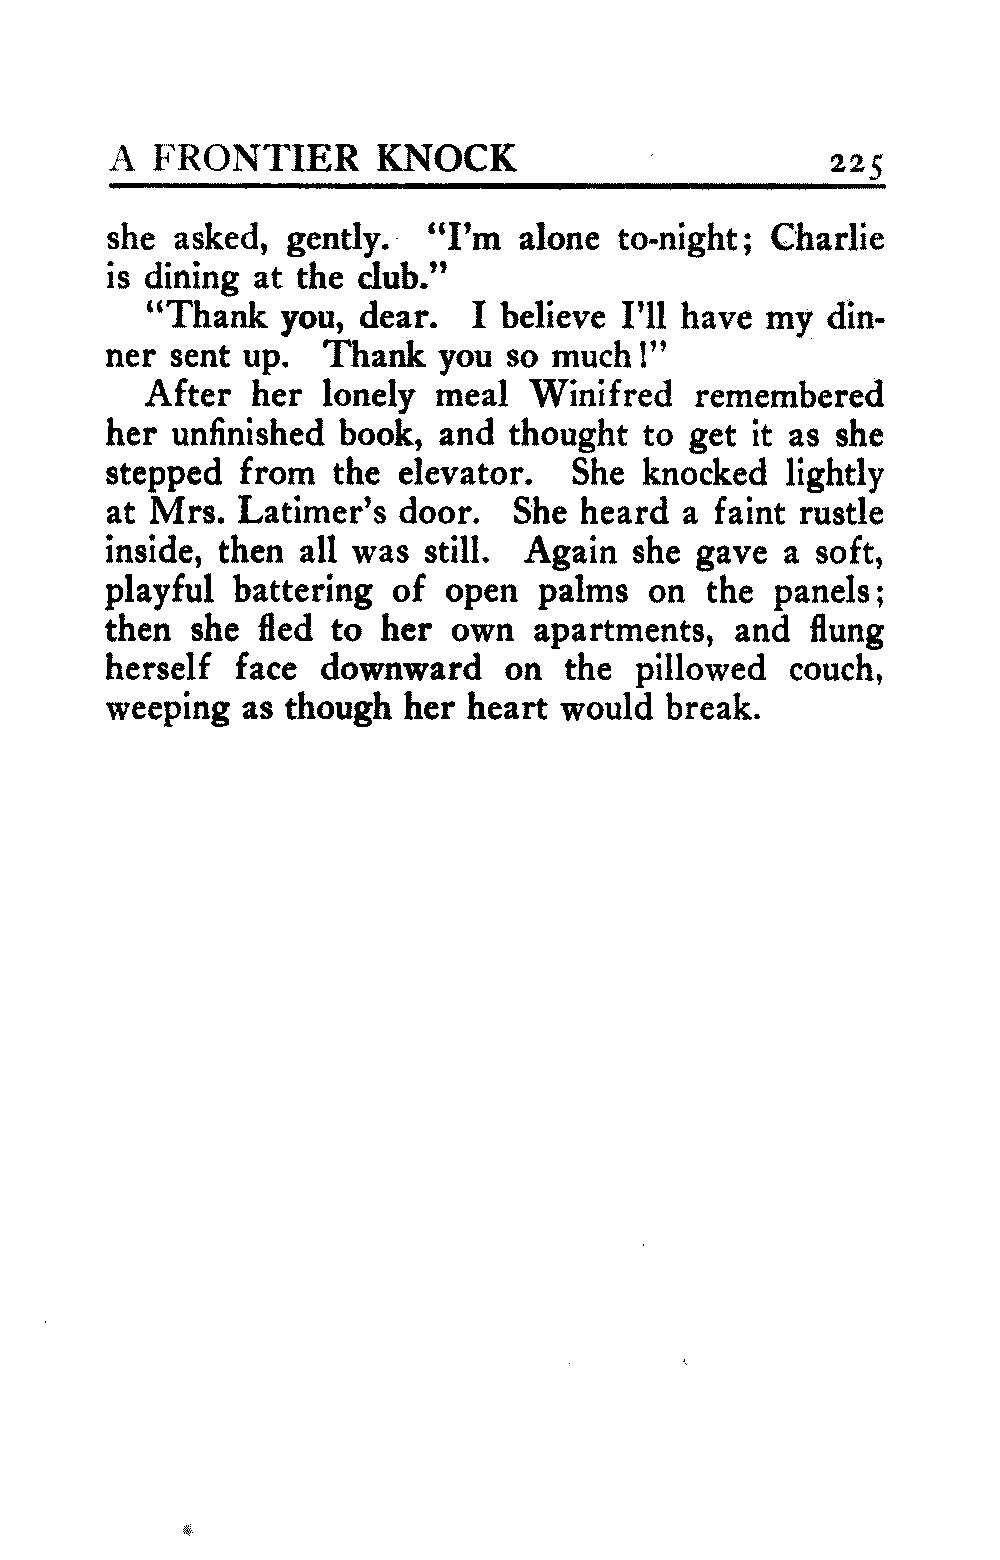 A FRONTIER KNOCK 225
she asked, gently. "I'm alone to-night; Charlie
is dining at the club."
"Thank you, dear. I believe I'll have my din-
ner sent up. Thank you so much!"
After her lonely meal Winifred remembered
her unfinished book, and thought to get it as she
stepped from the elevator. She knocked lightly
at Mrs. Latimer's door. She heard a faint rustle
inside, then all was still. Again she gave a soft,
playful battering of open palms on the panels;
then she fled to her own apartments, and flung
herself face downward on the pillowed couch,
weeping as though her heart would break.